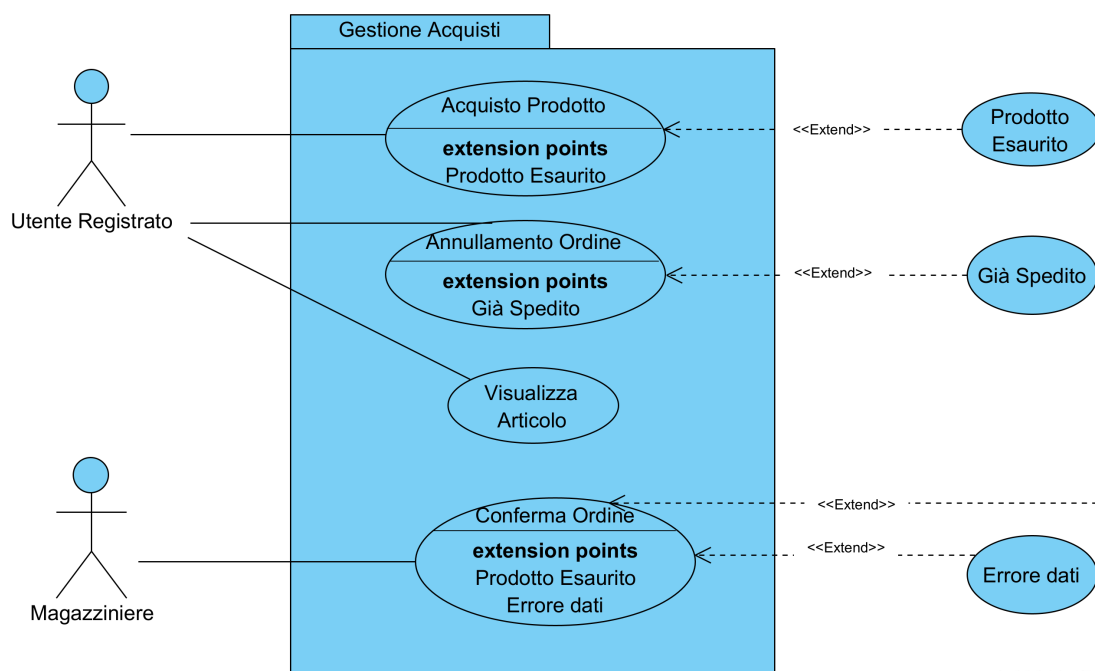 Gestione Acquisti
Acquisto Prodotto
extension points
Prodotto Esaurito
<<Extend>>
Prodotto
Esaurito
Utente Registrato
Annullamento Ordine
extension points
Già Spedito
<<Extend>>
Già Spedito
Visualizza
Articolo
Conferma Ordine
extension points
Prodotto Esaurito
Errore dati
<<Extend>>
<<Extend>>
Errore dati
Magazziniere